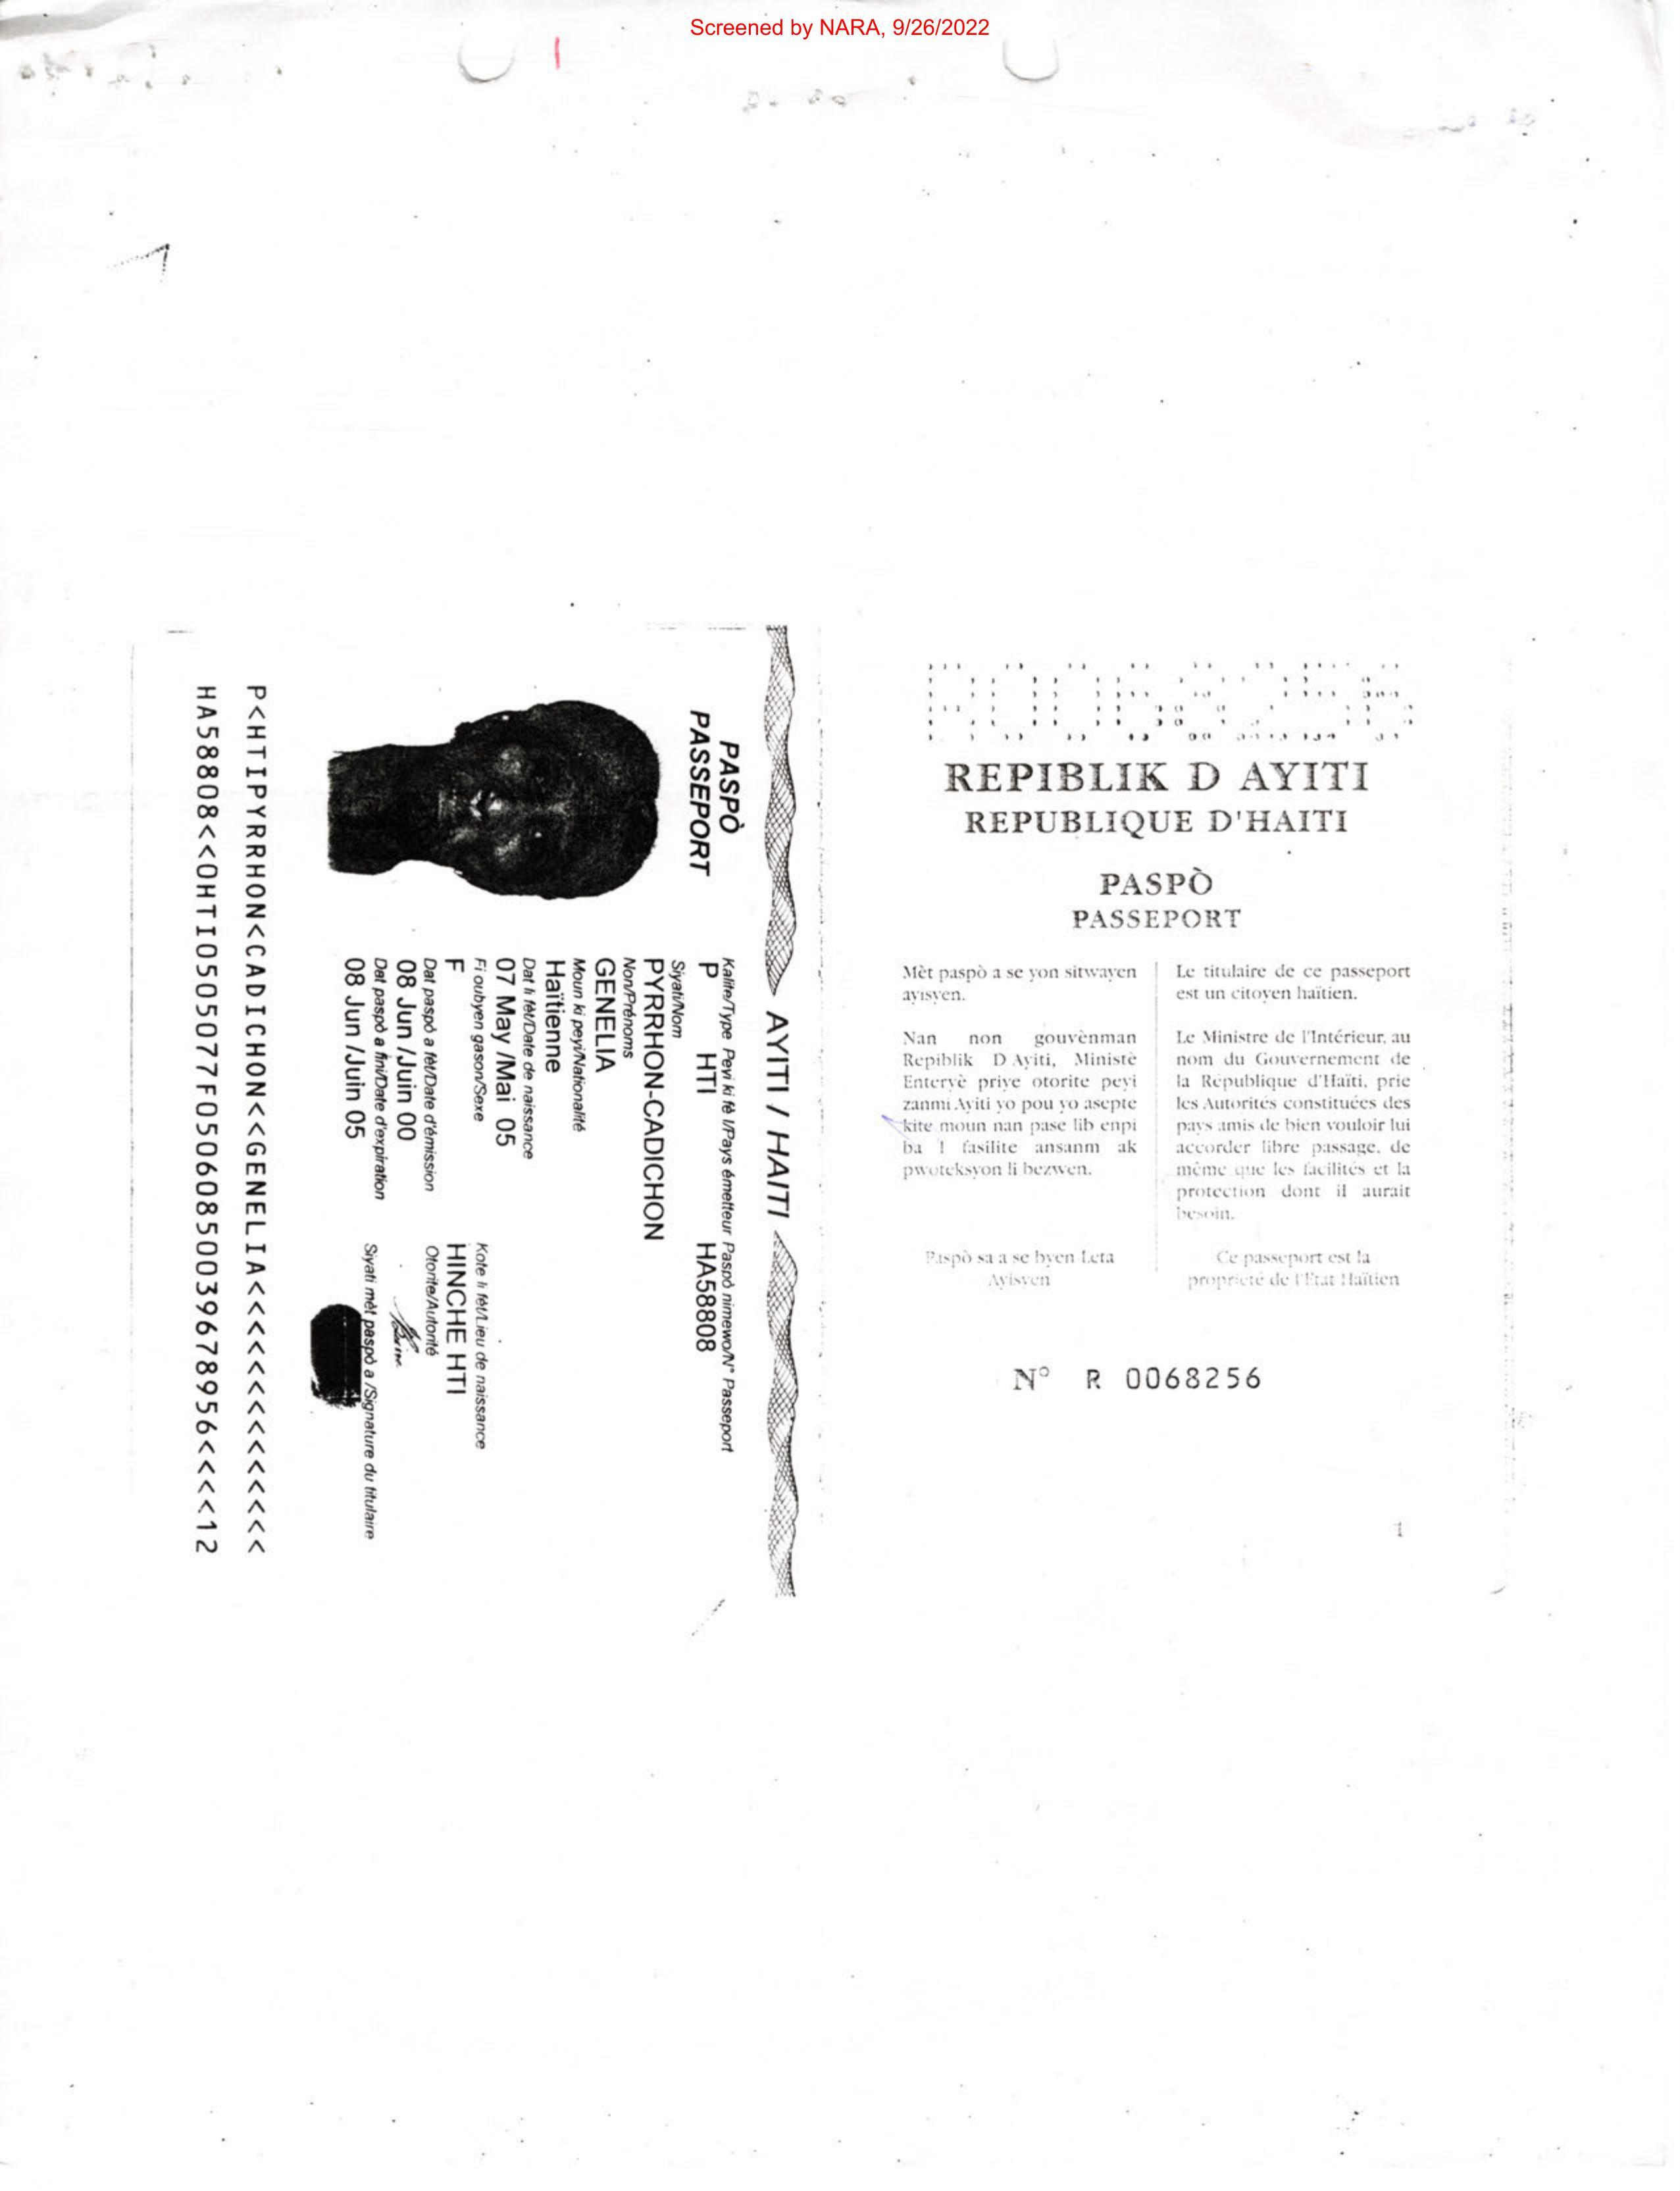 Screened by NARA, 9/26/2022
R0068256
REPIBLIK D AYITI
REPUBLIQUE D'HAITI
PASPÒ
PASSEPORT
Mèt paspò a se yon sitwayen
ayisyen.
Nan non gouvènman
Repiblik D Ayiti, Ministè
Enteryè priye otorite peyi
zanmi Ayiti yo pou yo asepte
kite moun nan pase lib enpi
ba l fasilite ansanm ak
pwoteksyon li bezwen.
Paspò sa a se byen Leta
Ayisyen
Le titulaire de ce passeport
est un citoyen haïtien.
Le Ministre de l'Intérieur, au
nom du Gouvernement de
la République d'Haïti, prie
les Autorités constituées des
pays amis de bien vouloir lui
accorder libre passage, de
même que les facilités et la
protection dont il aurait
besoin.
Ce passeport est la
propriété de l'Etat Haïtien
N° R 0068256
1
AYITI / HAITI
PASPÒ
PASSEPORT
Kalite/Type Peyi ki fè l/Pays émetteur Paspò nimewo/N° Passeport
P HTI HA58808
Siyati/Nom
PYRRHON-CADICHON
Non/Prénoms
GENELIA
Moun ki peyi/Nationalité
Haïtienne
Dat li fèt/Date de naissance
07 May /Mai 05
Fi oubyen gason/Sexe Kote li fèt/Lieu de naissance
F HINCHE HTI
Dat paspò a fèt/Date d'émission Otorite/Autorité
08 Jun /Juin 00
Dat paspò a fini/Date d'expiration Siyati mèt paspò a /Signature du titulaire
08 Jun /Juin 05
P<HTIPYRRHON<CADICHON<<GENELIA<<<<<<<<<<<<<<
HA58808<<0HTI0505077F05060850039678956<<<<12